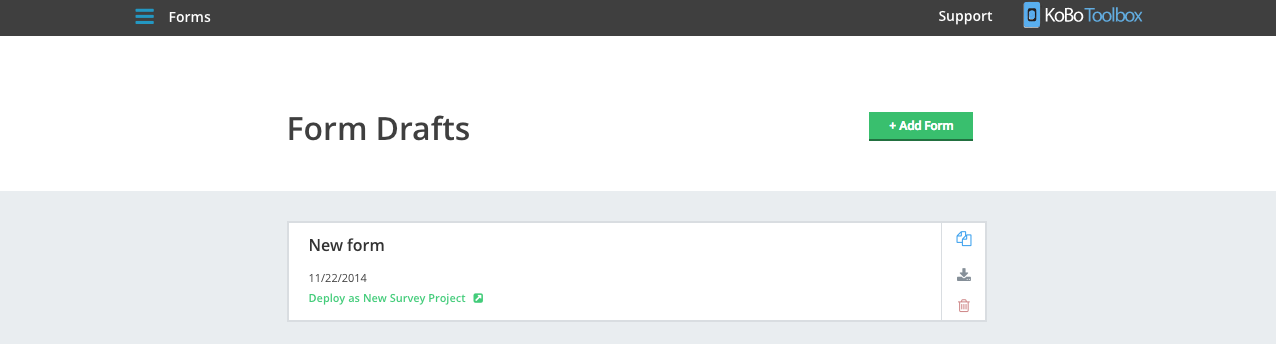 Forms
Support
KoBoToolbox
Form Drafts
+ Add Form
New form
11/22/2014
Deploy as New Survey Project